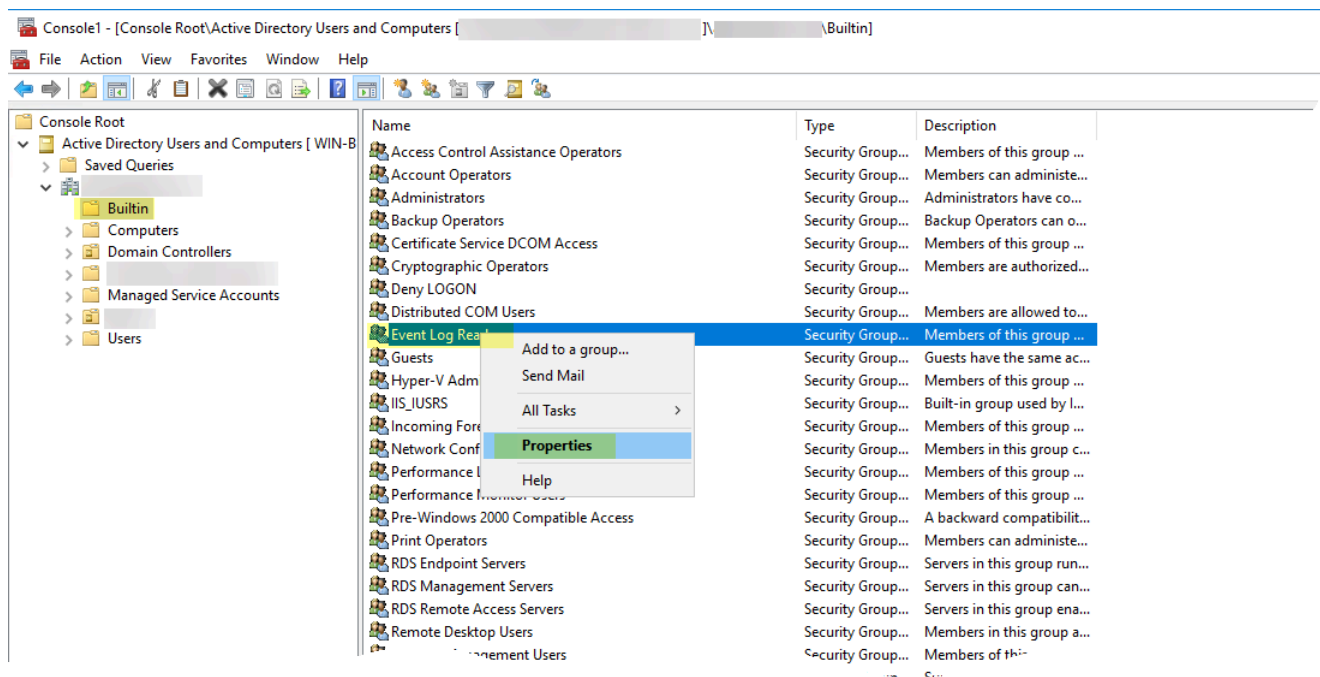 Console1 - [Console Root\Active Directory Users and Computers [ ]\ \Builtin]
File Action View Favorites Window Help
Console Root
Active Directory Users and Computers [ WIN-B
Saved Queries
Builtin
Computers
Domain Controllers
Managed Service Accounts
Users
Name Type Description
Access Control Assistance Operators Security Group... Members of this group ...
Account Operators Security Group... Members can administe...
Administrators Security Group... Administrators have co...
Backup Operators Security Group... Backup Operators can o...
Certificate Service DCOM Access Security Group... Members of this group ...
Cryptographic Operators Security Group... Members are authorized...
Deny LOGON Security Group...
Distributed COM Users Security Group... Members are allowed to...
Event Log Read Security Group... Members of this group ...
Guests Security Group... Guests have the same ac...
Hyper-V Adm Security Group... Members of this group ...
IIS_IUSRS Security Group... Built-in group used by I...
Incoming Fore Security Group... Members of this group ...
Network Conf Security Group... Members in this group c...
Performance L Security Group... Members of this group ...
Performance Monitor Users Security Group... Members of this group ...
Pre-Windows 2000 Compatible Access Security Group... A backward compatibilit...
Print Operators Security Group... Members can administe...
RDS Endpoint Servers Security Group... Servers in this group run...
RDS Management Servers Security Group... Servers in this group can...
RDS Remote Access Servers Security Group... Servers in this group ena...
Remote Desktop Users Security Group... Members in this group a...
Users Security Group... Members of
Add to a group...
Send Mail
All Tasks
Properties
Help